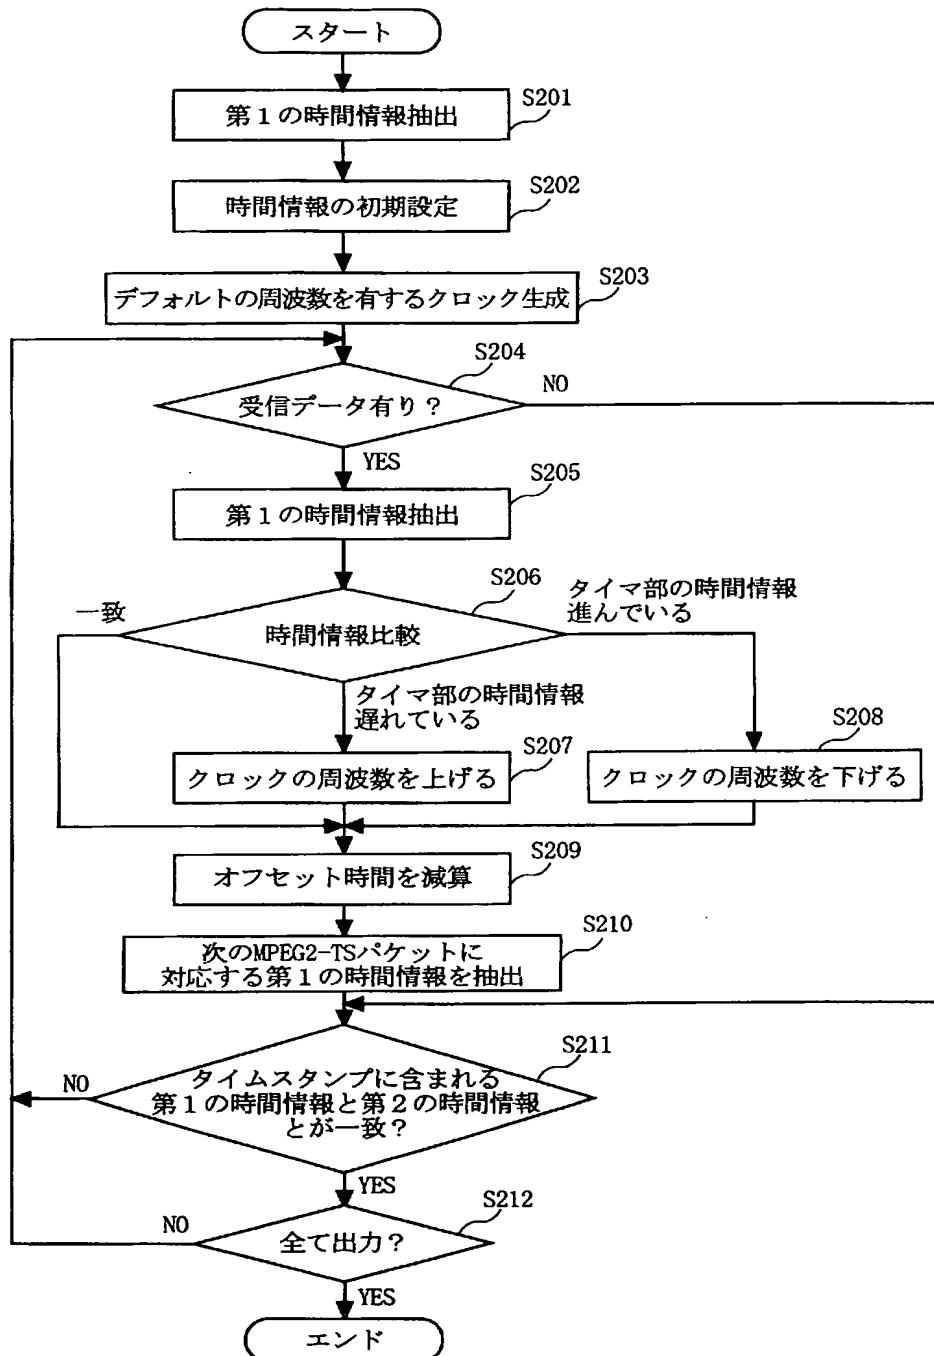 スタート
第1の時間情報抽出
S201
時間情報の初期設定
S202
デフォルトの周波数を有するクロック生成
S203
受信データ有り?
S204
NO
YES
第1の時間情報抽出
S205
時間情報比較
S206
一致
タイマ部の時間情報
進んでいる
タイマ部の時間情報
遅れている
クロックの周波数を上げる
S207
クロックの周波数を下げる
S208
オフセット時間を減算
S209
次のMPEG2-TSパケットに
対応する第1の時間情報を抽出
S210
タイムスタンプに含まれる
第1の時間情報と第2の時間情報
とが一致?
S211
NO
YES
全て出力?
S212
NO
YES
エンド